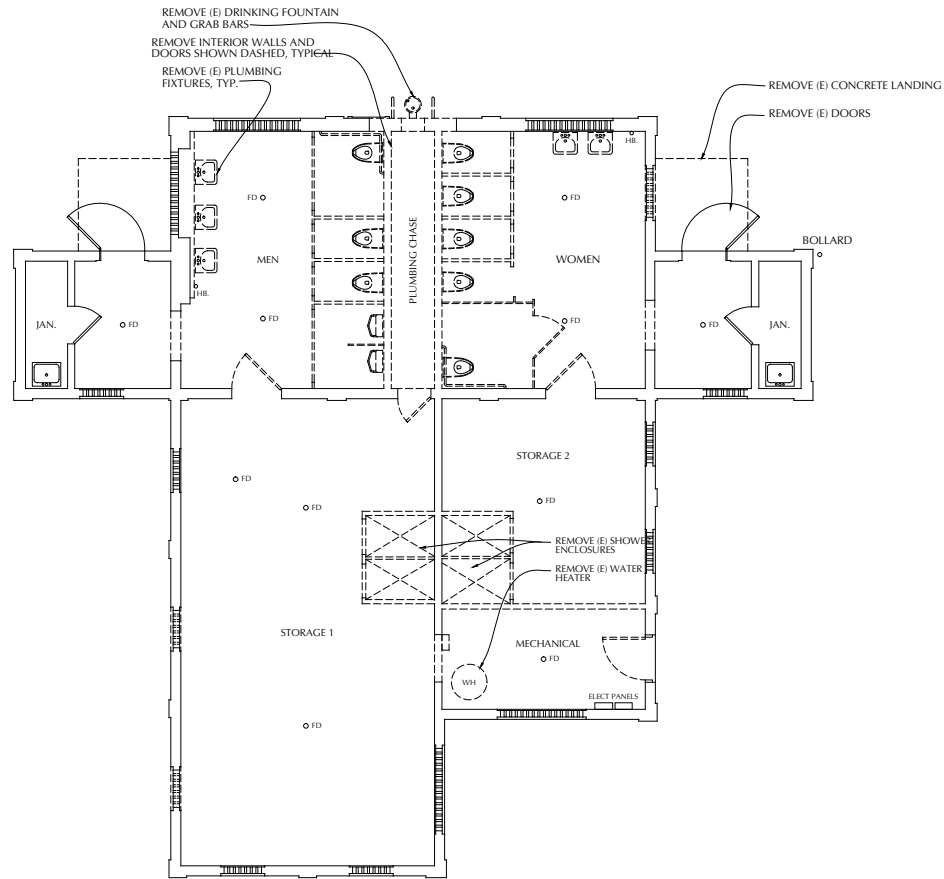 REMOVE (E) DRINKING FOUNTAIN
AND GRAB BARS
REMOVE INTERIOR WALLS AND
DOORS SHOWN DASHED, TYPICAL
REMOVE (E) PLUMBING
FIXTURES, TYP.
REMOVE (E) CONCRETE LANDING
REMOVE (E) DOORS
HB.
FD
FD
BOLLARD
MEN
PLUMBING CHASE
WOMEN
HB.
JAN.
FD
FD
FD
FD
JAN.
STORAGE 2
FD
FD
FD
REMOVE (E) SHOWER
ENCLOSURES
REMOVE (E) WATER
HEATER
STORAGE 1
MECHANICAL
FD
WH
ELECT PANELS
FD